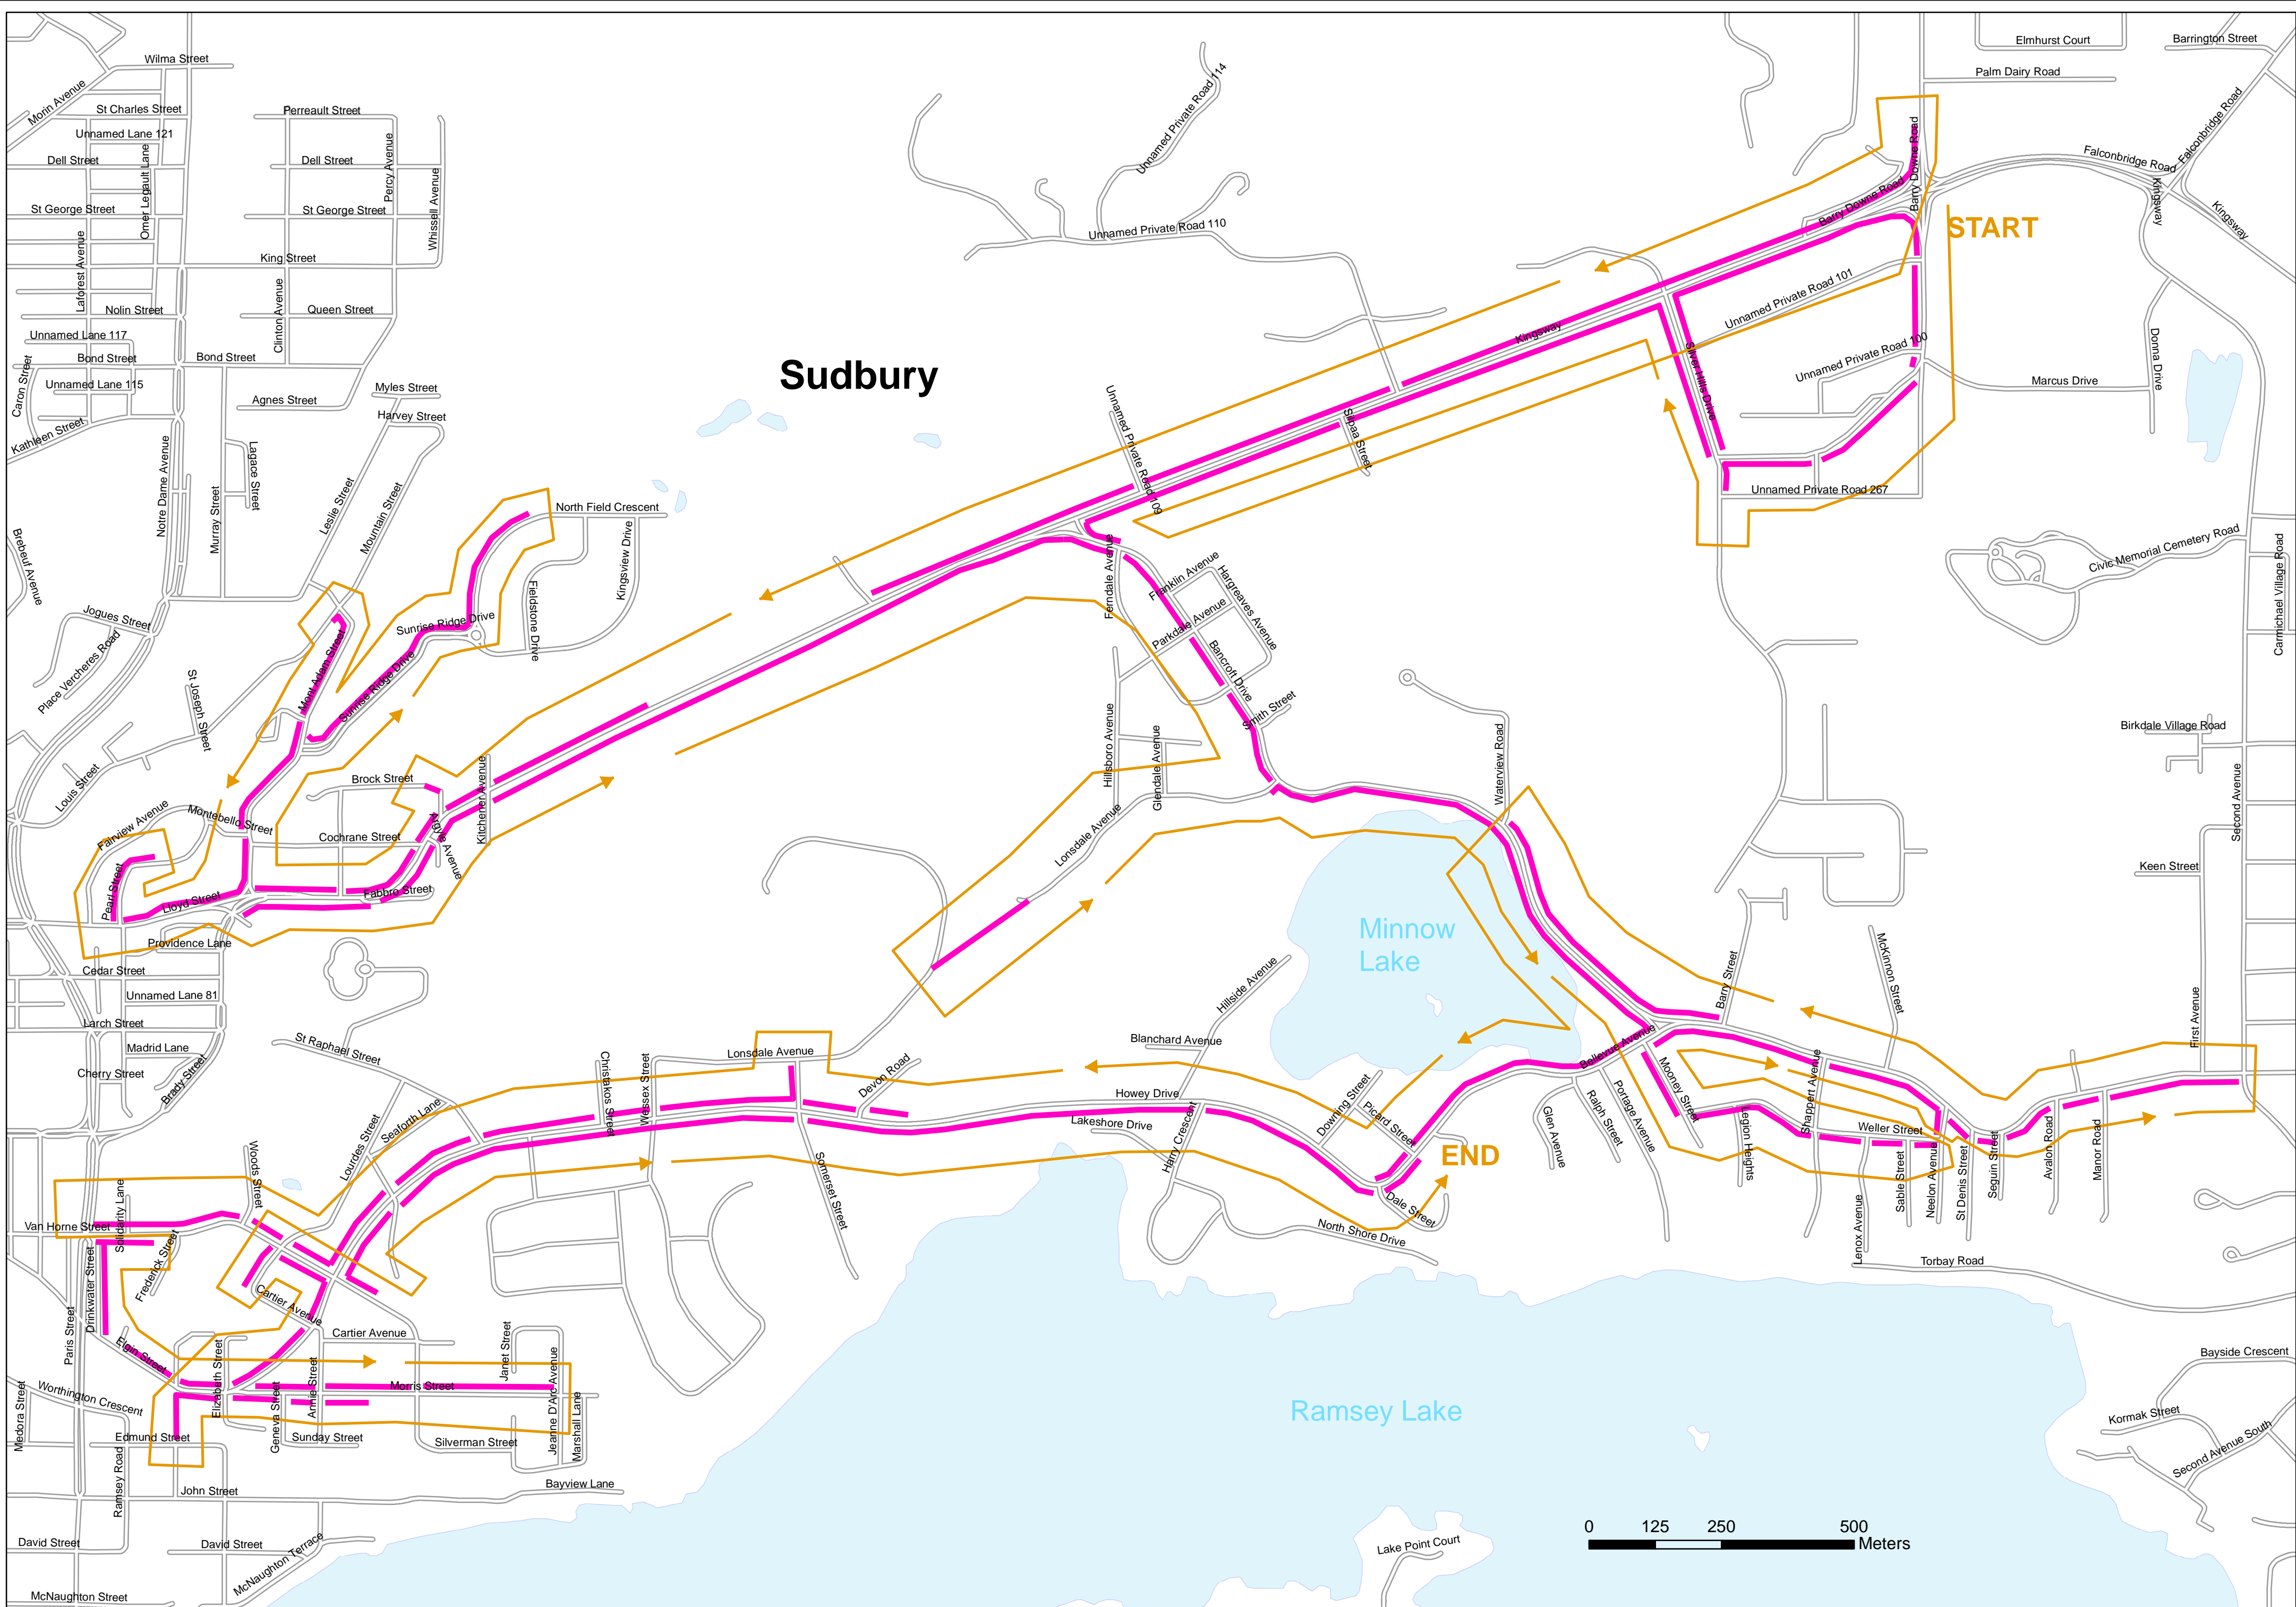 Elmhurst Court
Barrington Street
Wilma Street
Palm Dairy Road
Morin Avenue
St Charles Street
Perreault Street
Unnamed Private Road 114
Falconbridge Road
Unnamed Lane 121
Omer Legault Lane
Dell Street
Dell Street
Percy Avenue
Whissell Avenue
Barry Downe Road
Barry Downe Road
Falconbridge Road
Kingsway
Kingsway
St George Street
St George Street
Unnamed Private Road 110
START
King Street
Laforest Avenue
Clinton Avenue
Nolin Street
Queen Street
Unnamed Private Road 101
Unnamed Lane 117
Kingsway
Unnamed Private Road 100
Donna Drive
Caron Street
Bond Street
Bond Street
Silver Hills Drive
Sudbury
Unnamed Lane 115
Myles Street
Marcus Drive
Agnes Street
Harvey Street
Kathleen Street
Unnamed Private Road 109
Silpaa Street
Notre Dame Avenue
Lagace Street
Murray Street
Leslie Street
Mountain Street
North Field Crescent
Unnamed Private Road 267
Brebeuf Avenue
Kingsview Drive
Ferndale Avenue
Franklin Avenue
Hargreaves Avenue
Civic Memorial Cemetery Road
Carmichael Village Road
Jogues Street
Place Vercheres Road
Fieldstone Drive
Sunrise Ridge Drive
Parkdale Avenue
Mont Adam Street
Sunrise Ridge Drive
St Joseph Street
Bancroft Drive
Smith Street
Birkdale Village Road
Louis Street
Brock Street
Kitchener Avenue
Hillsboro Avenue
Glendale Avenue
Waterview Road
Second Avenue
Fairview Avenue
Montebello Street
Cochrane Street
Argyle Avenue
Lonsdale Avenue
Keen Street
Pearl Street
Lloyd Street
Fabbro Street
Minnow
Lake
Providence Lane
Cedar Street
Barry Street
McKinnon Street
Unnamed Lane 81
Hillside Avenue
Larch Street
First Avenue
Madrid Lane
St Raphael Street
Blanchard Avenue
Bellevue Avenue
Cherry Street
Brady Street
Christakos Street
Wessex Street
Lonsdale Avenue
Devon Road
Mooney Street
Shappert Avenue
Howey Drive
Downing Street
Picard Street
Glen Avenue
Ralph Street
Portage Avenue
Legion Heights
Weller Street
Lourdes Street
Seaforth Lane
Lakeshore Drive
Harry Crescent
END
Woods Street
Somerset Street
Sable Street
Nelon Avenue
St Denis Street
Seguin Street
Avalon Road
Manor Road
Solidarity Lane
Van Horne Street
Dale Street
North Shore Drive
Lenox Avenue
Torbay Road
Drinkwater Street
Frederick Street
Paris Street
Cartier Avenue
Cartier Avenue
Elgin Street
Elizabeth Street
Annie Street
Janet Street
Jeanne D'Arc Avenue
Morris Street
Marshall Lane
Bayside Crescent
Medora Street
Worthington Crescent
Geneva Street
Ramsey Lake
Edmund Street
Sunday Street
Silverman Street
Kormak Street
Second Avenue South
Ramsey Road
John Street
Bayview Lane
0 125 250 500
Meters
David Street
David Street
McNaughton Terrace
Lake Point Court
McNaughton Street